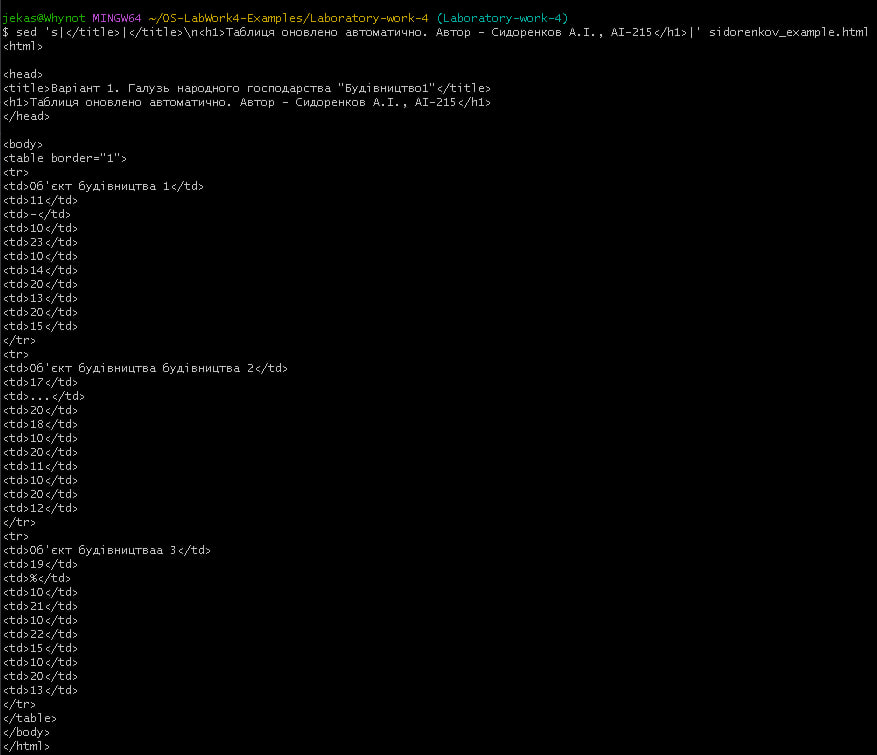 jekas@Whynot MINGW64 ~/OS-LabWork4-Examples/Laboratory-work-4 (Laboratory-work-4)
$ sed 's|</title>|</title>\n<h1>Таблиця оновлено автоматично. Автор - Сидоренков А.І., АІ-215</h1>|' sidorenkov_example.html
<html>
<head>
<title>Варіант 1. Галузь народного господарства "Будівництво1"</title>
<h1>Таблиця оновлено автоматично. Автор - Сидоренков А.І., АІ-215</h1>
</head>
<body>
<table border="1">
<tr>
<td>Об'єкт будівництва 1</td>
<td>11</td>
<td>-</td>
<td>10</td>
<td>23</td>
<td>10</td>
<td>14</td>
<td>20</td>
<td>13</td>
<td>20</td>
<td>15</td>
</tr>
<tr>
<td>Об'єкт будівництва будівництва 2</td>
<td>17</td>
<td>...</td>
<td>20</td>
<td>18</td>
<td>10</td>
<td>20</td>
<td>11</td>
<td>10</td>
<td>20</td>
<td>12</td>
</tr>
<tr>
<td>Об'єкт будівництваа 3</td>
<td>19</td>
<td>%</td>
<td>10</td>
<td>21</td>
<td>10</td>
<td>22</td>
<td>15</td>
<td>10</td>
<td>20</td>
<td>13</td>
</tr>
</table>
</body>
</html>